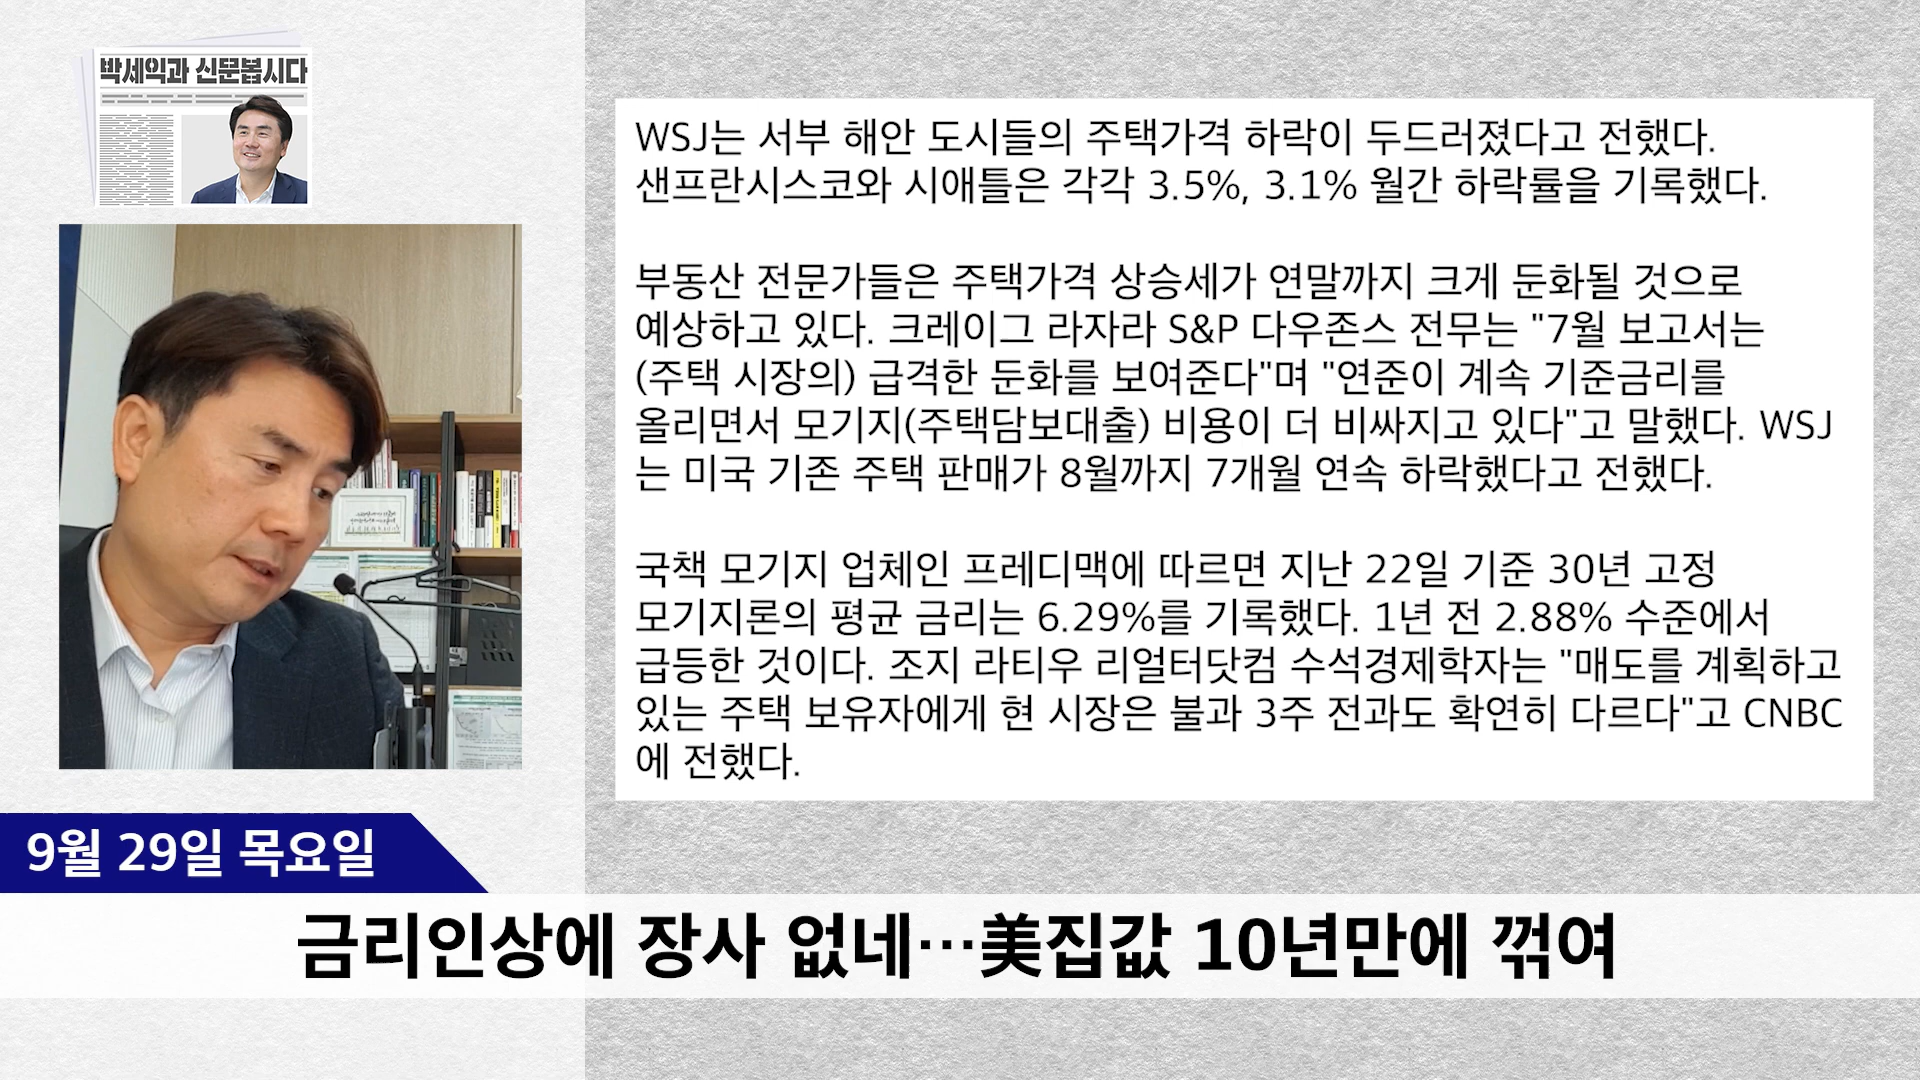 박세익과 신문봅시다
WSJ는 서부 해안 도시들의 주택가격 하락이 두드러졌다고 전했다.
샌프란시스코와 시애틀은 각각 3.5%, 3.1% 월간 하락률을 기록했다.
부동산 전문가들은 주택가격 상승세가 연말까지 크게 둔화될 것으로
예상하고 있다. 크레이그 라자라 S&P 다우존스 전무는 "7월 보고서는
(주택 시장의) 급격한 둔화를 보여준다"며 "연준이 계속 기준금리를
올리면서 모기지(주택담보대출) 비용이 더 비싸지고 있다"고 말했다. WSJ
는 미국 기존 주택 판매가 8월까지 7개월 연속 하락했다고 전했다.
국책 모기지 업체인 프레디맥에 따르면 지난 22일 기준 30년 고정
모기지론의 평균 금리는 6.29%를 기록했다. 1년 전 2.88% 수준에서
급등한 것이다. 조지 라티우 리얼터닷컴 수석경제학자는 "매도를 계획하고
있는 주택 보유자에게 현 시장은 불과 3주 전과도 확연히 다르다"고 CNBC
에 전했다.
9월 29일 목요일
금리인상에 장사 없네…美집값 10년만에 꺾여